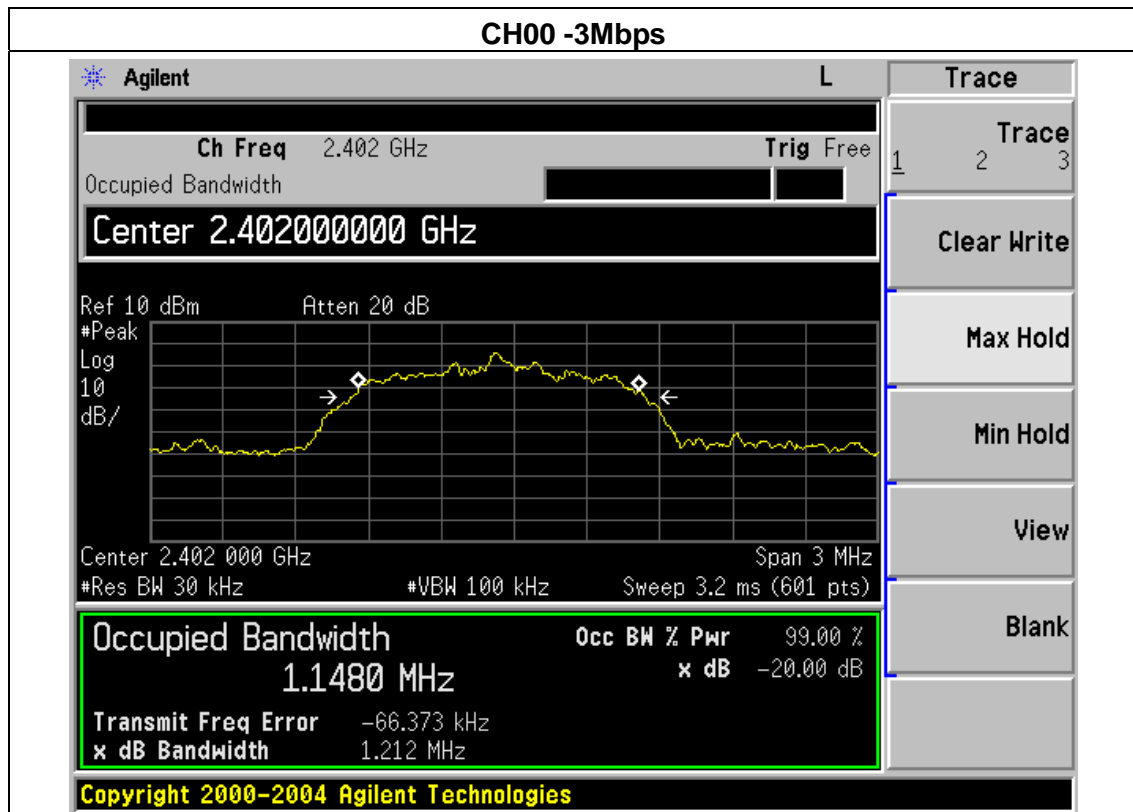 CH00 -3Mbps
Agilent L Trace
Ch Freq 2.402 GHz Trig Free
Trace
1 2 3
Occupied Bandwidth
Center 2.402000000 GHz
Clear Write
Ref 10 dBm Atten 20 dB
#Peak
Log
10
dB/
Max Hold
Min Hold
View
Center 2.402 000 GHz Span 3 MHz
#Res BW 30 kHz #VBW 100 kHz Sweep 3.2 ms (601 pts)
Blank
Occupied Bandwidth Occ BW % Pwr 99.00 %
1.1480 MHz x dB -20.00 dB
Transmit Freq Error -66.373 kHz
x dB Bandwidth 1.212 MHz
Copyright 2000-2004 Agilent Technologies